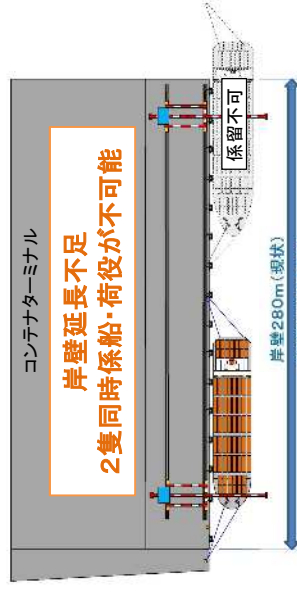 コンテナターミナル
岸壁延長不足
2隻同時係船・荷役が不可能
係留不可
岸壁280m(現状)